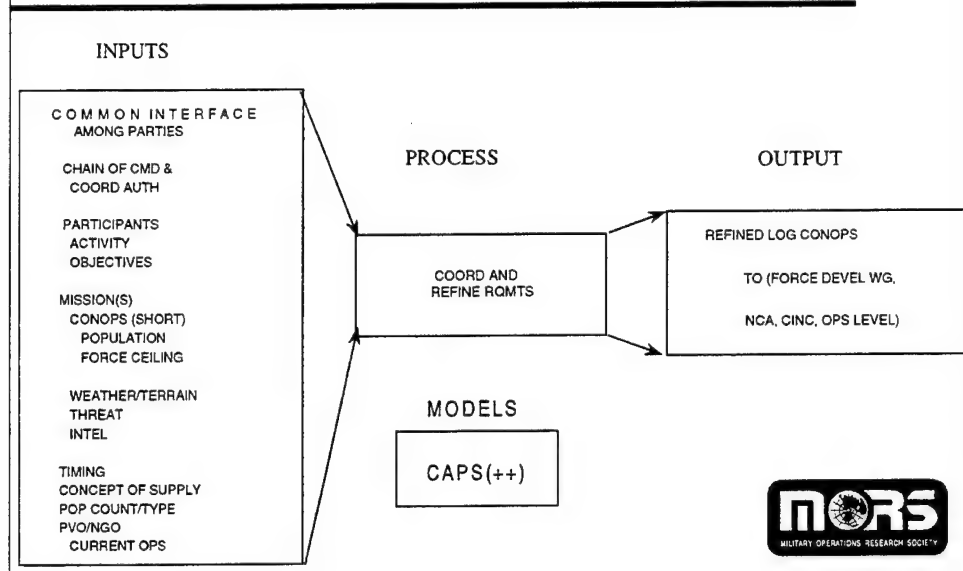 INPUTS
COMMON INTERFACE
AMONG PARTIES
CHAIN OF CMD &
COORD AUTH
PARTICIPANTS
ACTIVITY
OBJECTIVES
MISSION(S)
CONOPS (SHORT)
POPULATION
FORCE CEILING
WEATHER/TERRAIN
THREAT
INTEL
TIMING
CONCEPT OF SUPPLY
POP COUNT/TYPE
PVO/NGO
CURRENT OPS
PROCESS
COORD AND
REFINE RQMTS
MODELS
CAPS(++)
OUTPUT
REFINED LOG CONOPS
TO (FORCE DEVEL WG,
NCA, CINC, OPS LEVEL)
MORS
MILITARY OPERATIONS RESEARCH SOCIETY